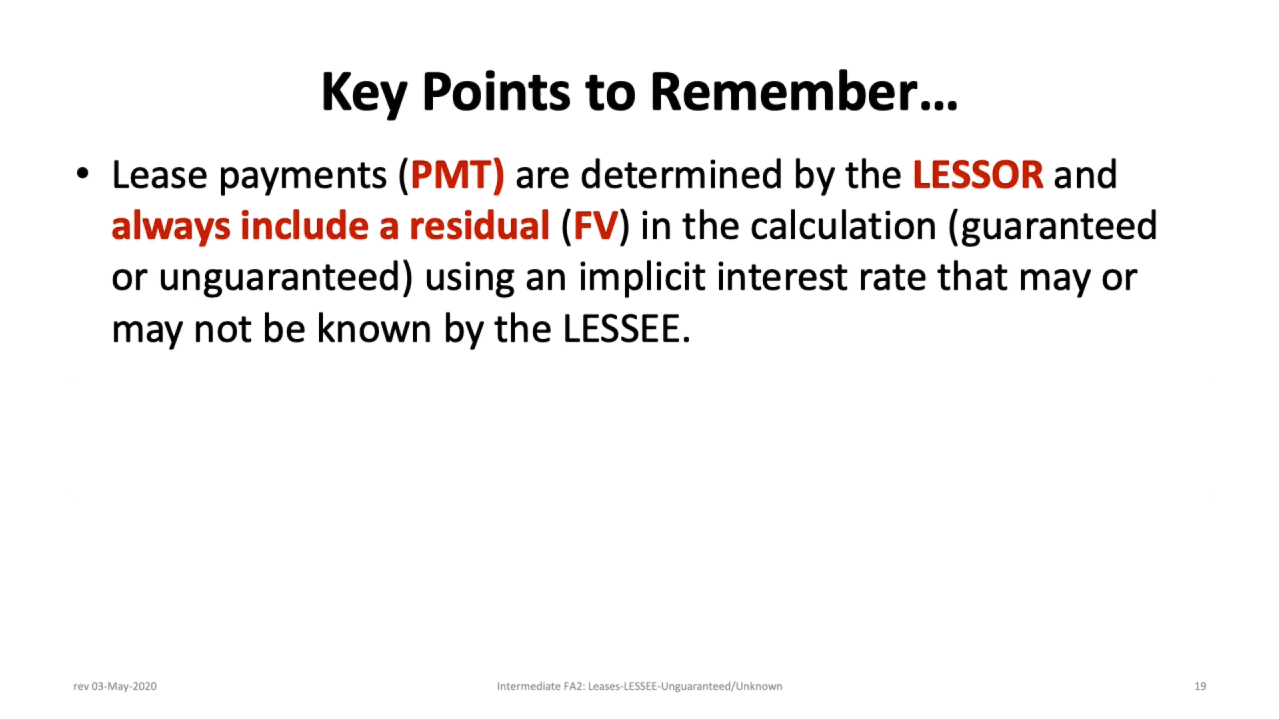 Key Points to Remember…
• Lease payments (PMT) are determined by the LESSOR and
always include a residual (FV) in the calculation (guaranteed
or unguaranteed) using an implicit interest rate that may or
may not be known by the LESSEE.
rev 03-May-2020
Intermediate FA2: Leases-LESSEE-Unguaranteed/Unknown
19